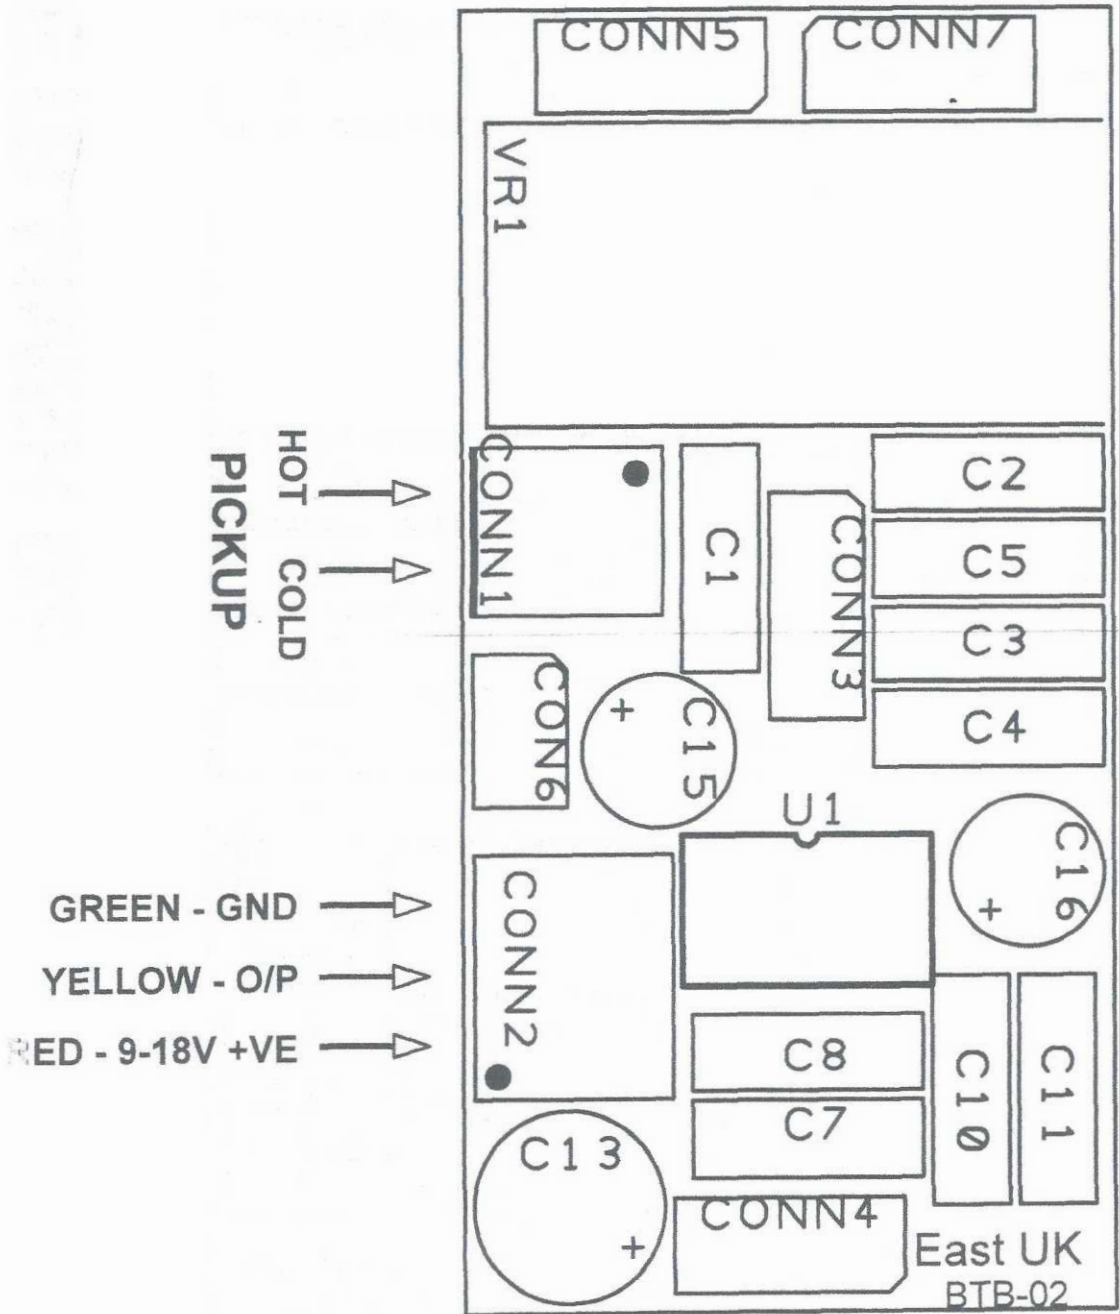 CONN5
CONN7
VR1
HOT
COLD
PICKUP
CONN1
C1
CONN3
C2
C5
C3
C4
CON6
+ C15
U1
C16 +
GREEN - GND
YELLOW - O/P
RED - 9-18V +VE
CONN2
C8
C7
C10
C11
C13 +
CONN4
East UK
BTB-02